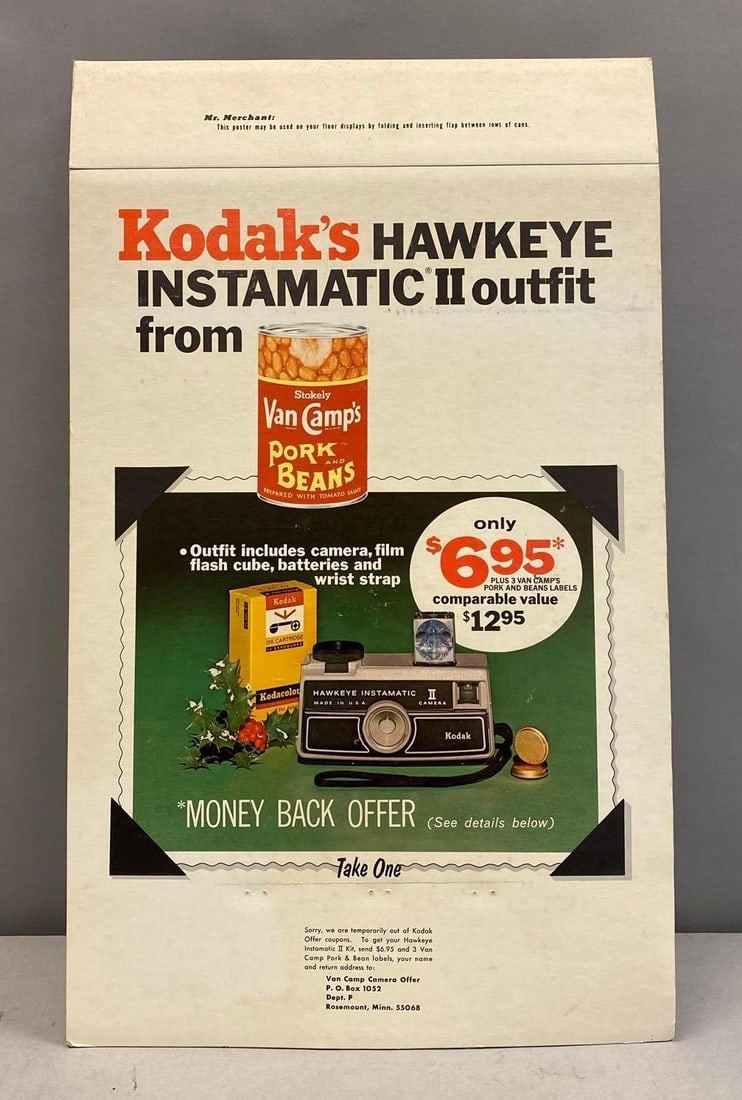 Mr. Merchant:
This poster may be used on your floor displays by folding and inserting flap between rows of cans.
Kodak's HAWKEYE
INSTAMATIC® II outfit
from
Stokely
Van Camp's
PORK
AND
BEANS
PREPARED WITH TOMATO SAUCE
• Outfit includes camera, film
flash cube, batteries and
wrist strap
only
$6.95*
PLUS 3 VAN CAMP'S
PORK AND BEANS LABELS
comparable value
$12.95
Kodak
126 CARTRIDGE
12 EXPOSURES
Kodacolor
HAWKEYE INSTAMATIC II
MADE IN U.S.A. CAMERA
Kodak
*MONEY BACK OFFER (See details below)
Take One
Sorry, we are temporarily out of Kodak
Offer coupons. To get your Hawkeye
Instamatic II Kit, send $6.95 and 3 Van
Camp Pork & Bean labels, your name
and return address to:
Van Camp Camera Offer
P. O. Box 1052
Dept. P
Rosemount, Minn. 55068